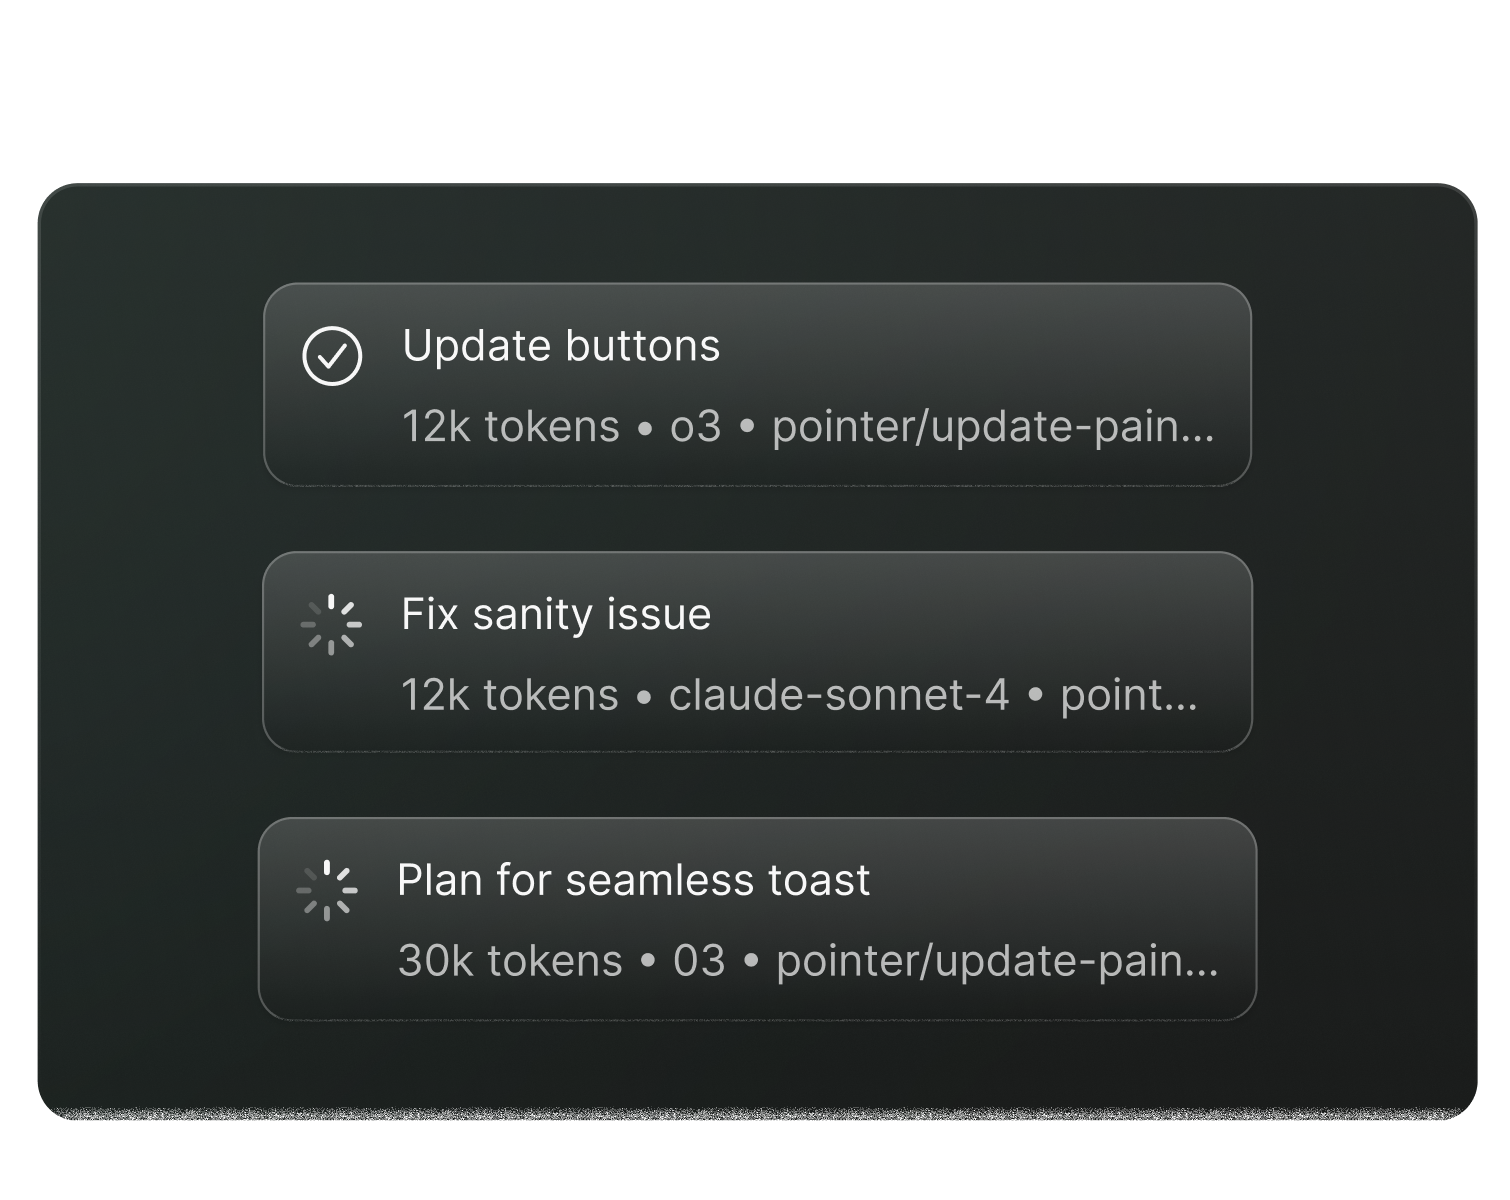 Update buttons
12k tokens • o3 • pointer/update-pain...
Fix sanity issue
12k tokens • claude-sonnet-4 • point...
Plan for seamless toast
30k tokens • 03 • pointer/update-pain...